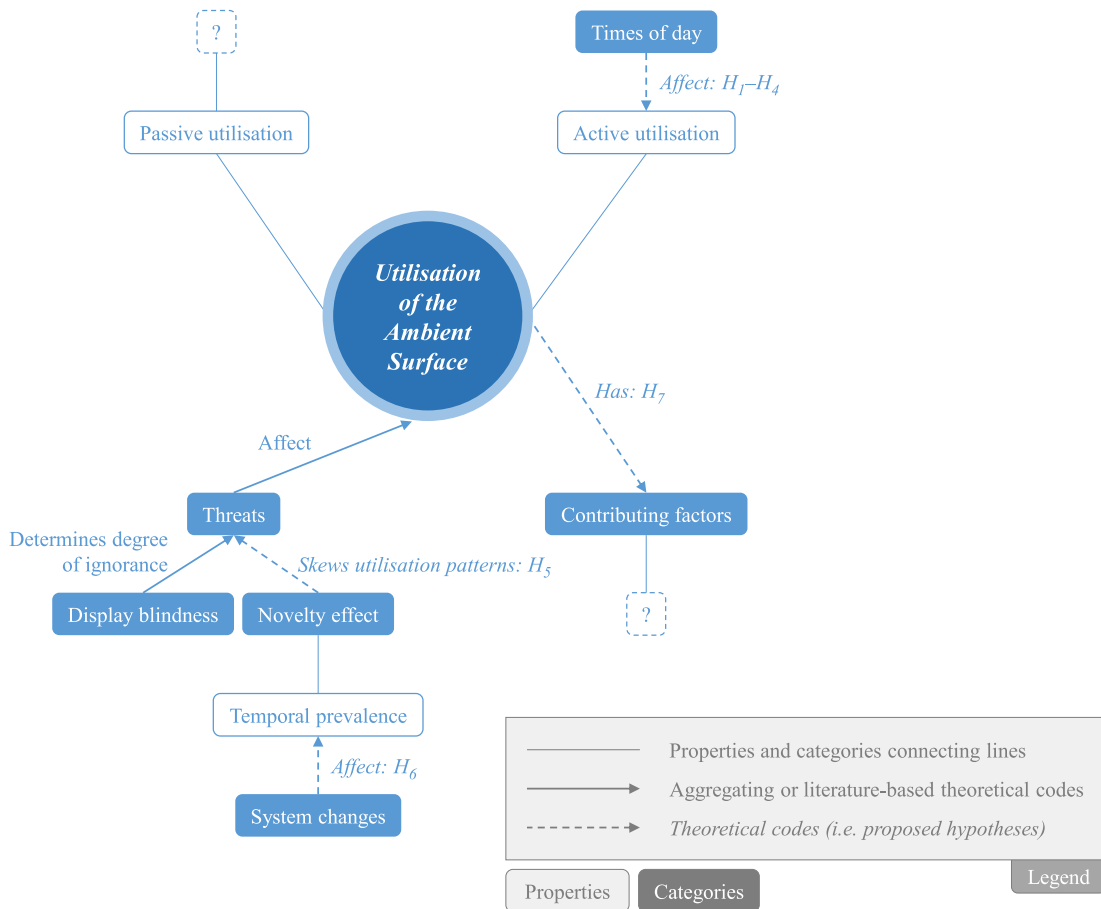 ?
Times of day
Affect: H1–H4
Passive utilisation
Active utilisation
Utilisation
of the
Ambient
Surface
Has: H7
Affect
Threats
Contributing factors
Determines degree
of ignorance
Skews utilisation patterns: H5
Display blindness
Novelty effect
?
Temporal prevalence
Affect: H6
System changes
Properties and categories connecting lines
Aggregating or literature-based theoretical codes
Theoretical codes (i.e. proposed hypotheses)
Legend
Properties
Categories